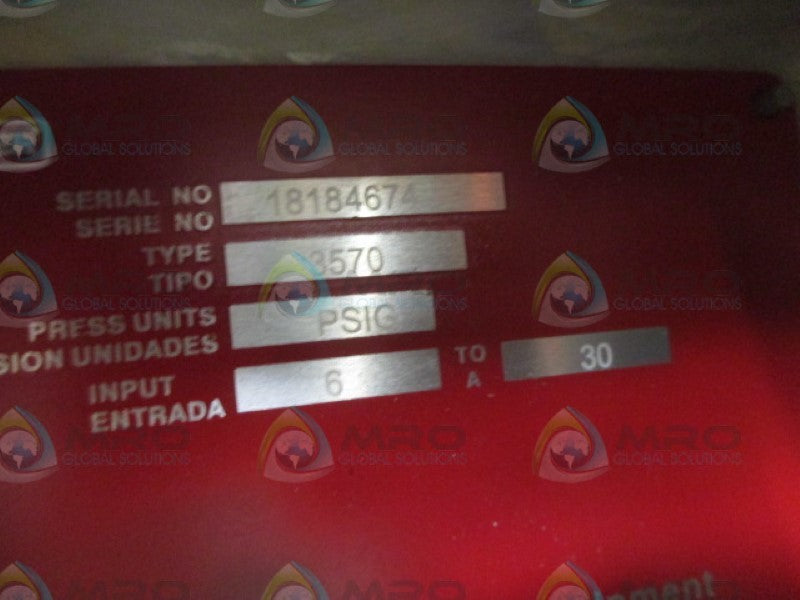 MRO
GLOBAL SOLUTIONS
SERIAL NO 18184674
SERIE NO
TYPE 3570
TIPO
PRESS UNITS PSIG
SION UNIDADES
INPUT 6 TO 30
ENTRADA A
pment